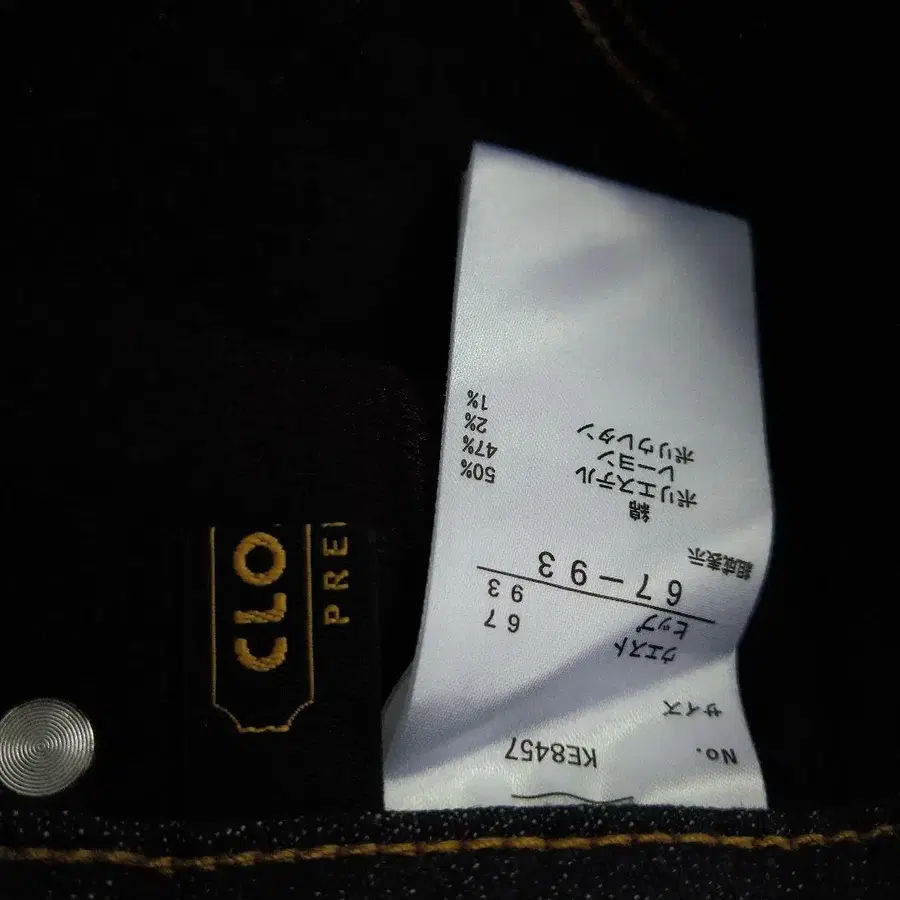 No. KE8457
サイズ
ウエスト 67
ヒップ 93
67-93
組成表示
綿 50%
ポリエステル 47%
レーヨン 2%
ポリウレタン 1%
CLO
PRE